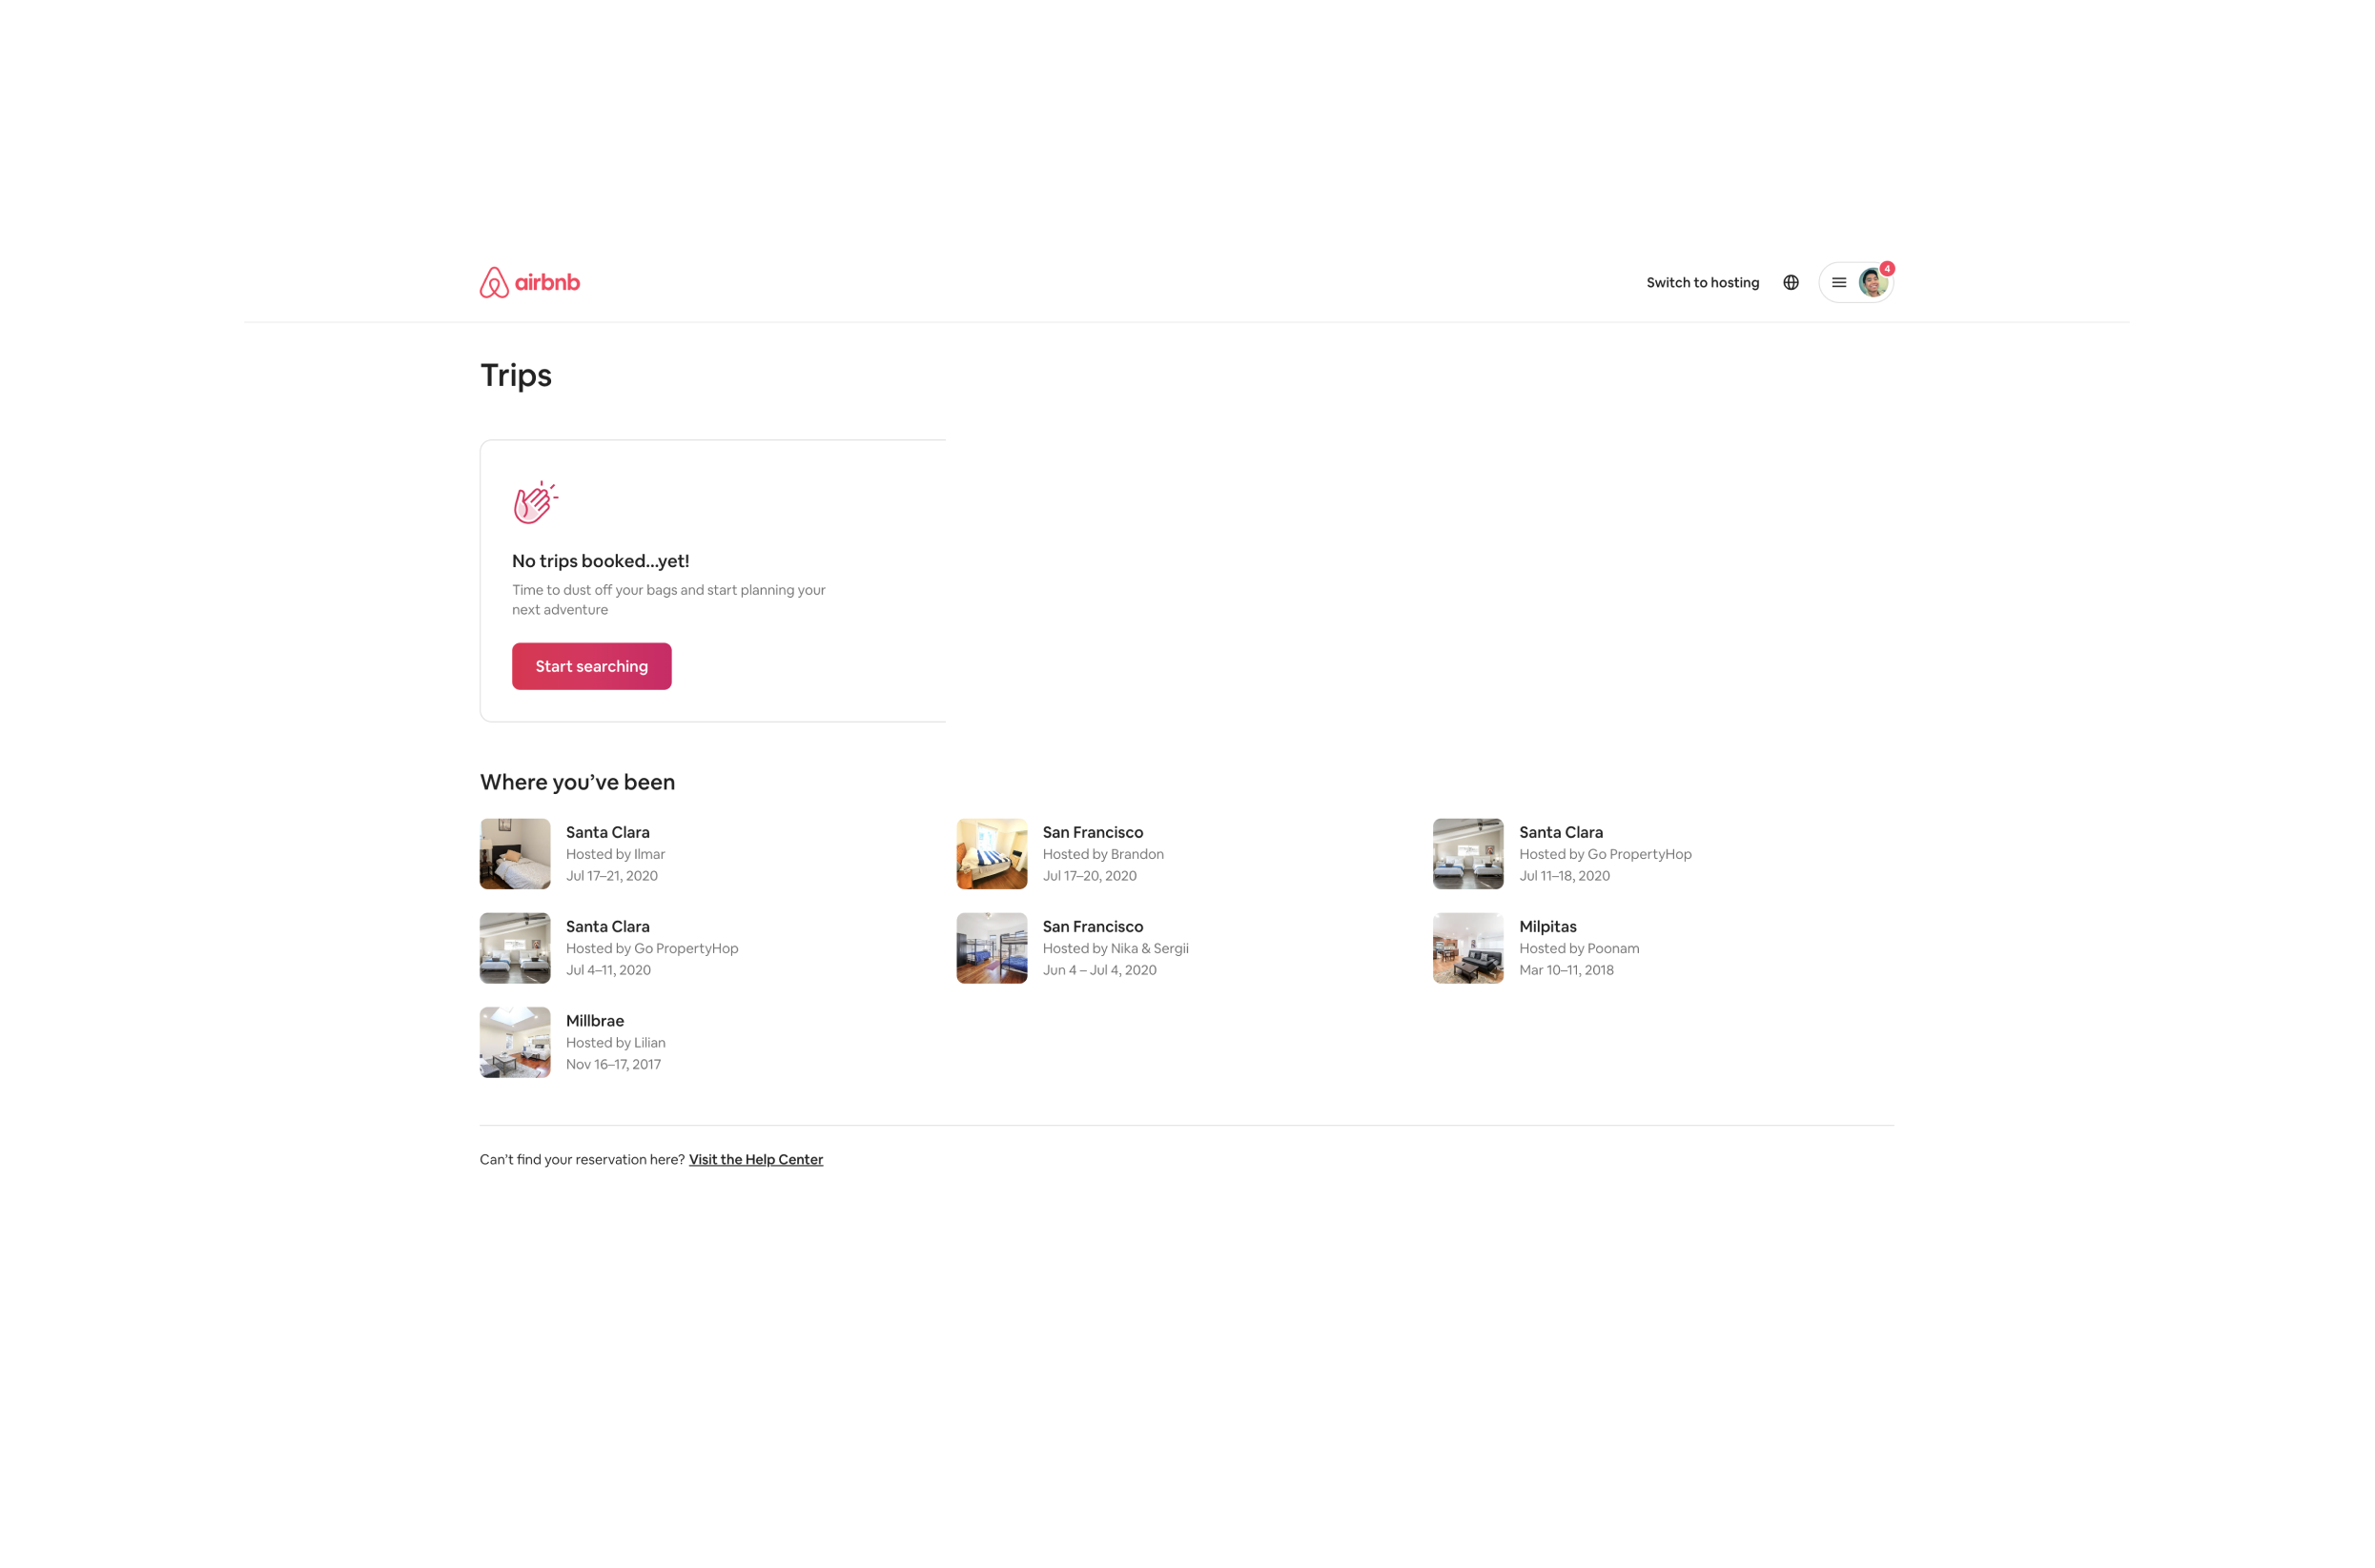 airbnb
Switch to hosting
4
Trips
No trips booked...yet!
Time to dust off your bags and start planning your
next adventure
Start searching
Where you’ve been
Santa Clara
Hosted by Ilmar
Jul 17–21, 2020
San Francisco
Hosted by Brandon
Jul 17–20, 2020
Santa Clara
Hosted by Go PropertyHop
Jul 11–18, 2020
Santa Clara
Hosted by Go PropertyHop
Jul 4–11, 2020
San Francisco
Hosted by Nika & Sergii
Jun 4 – Jul 4, 2020
Milpitas
Hosted by Poonam
Mar 10–11, 2018
Millbrae
Hosted by Lilian
Nov 16–17, 2017
Can’t find your reservation here? Visit the Help Center